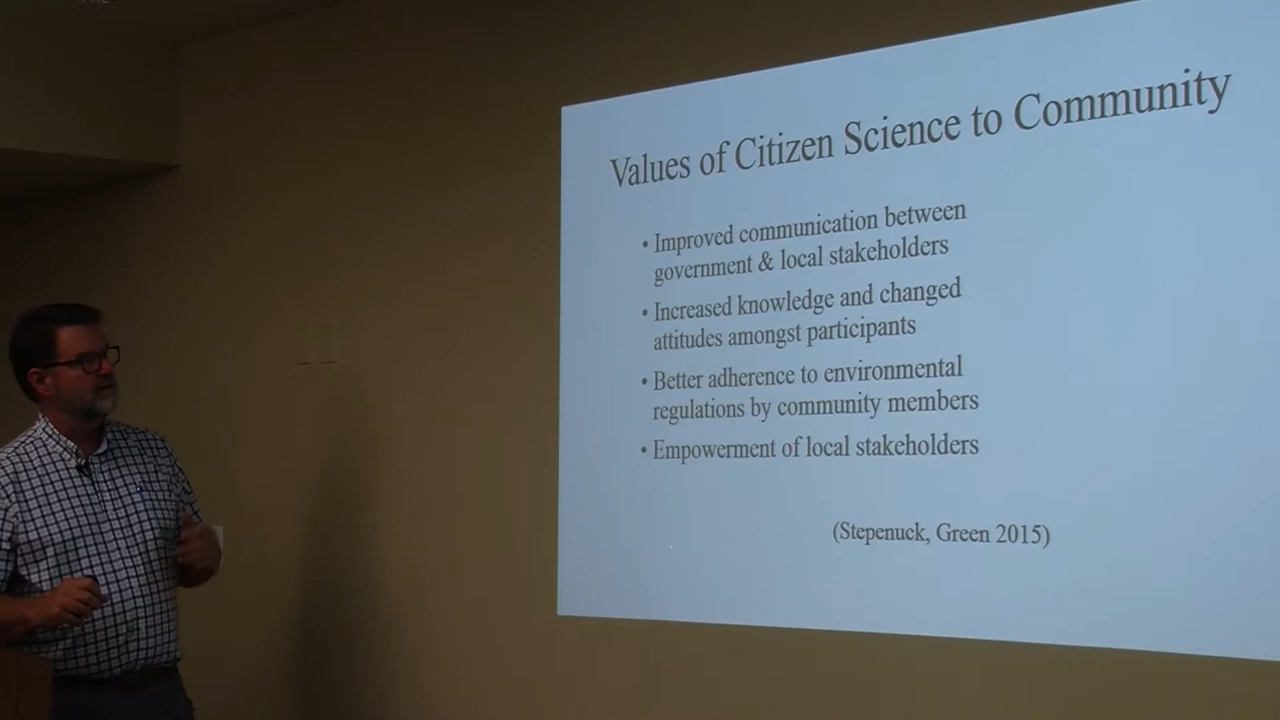 Values of Citizen Science to Community
• Improved communication between
government & local stakeholders
• Increased knowledge and changed
attitudes amongst participants
• Better adherence to environmental
regulations by community members
• Empowerment of local stakeholders
(Stepenuck, Green 2015)